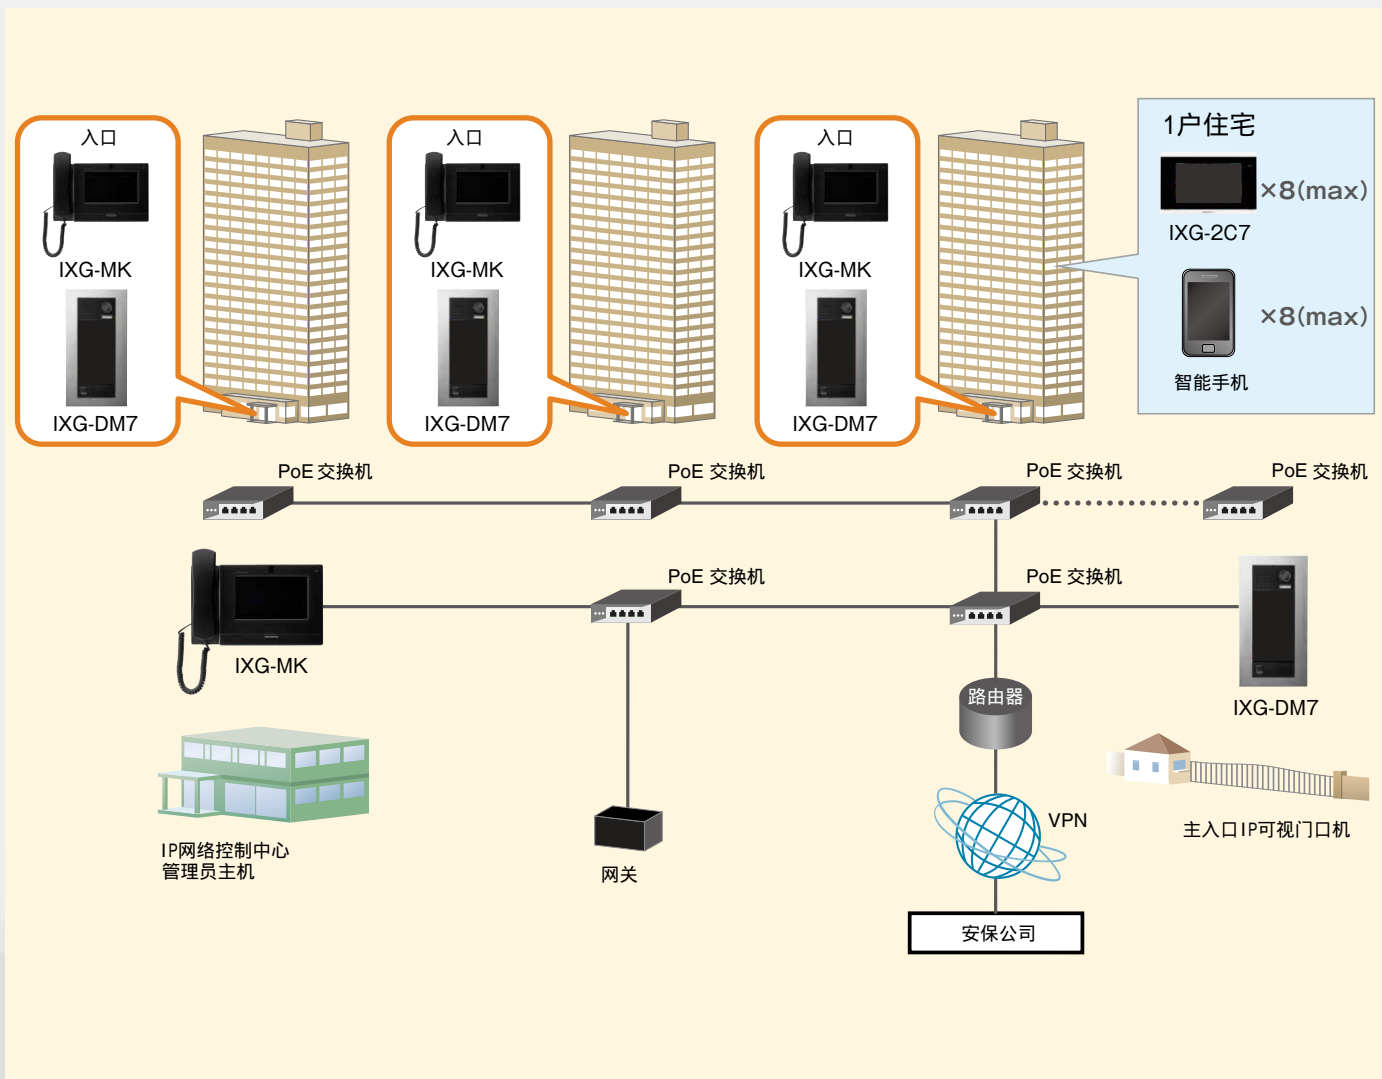 入口
IXG-MK
IXG-DM7
入口
IXG-MK
IXG-DM7
入口
IXG-MK
IXG-DM7
1户住宅
×8(max)
IXG-2C7
×8(max)
智能手机
PoE 交换机
PoE 交换机
PoE 交换机
PoE 交换机
PoE 交换机
PoE 交换机
IXG-MK
路由器
IXG-DM7
VPN
主入口IP可视门口机
IP网络控制中心
管理员主机
网关
安保公司